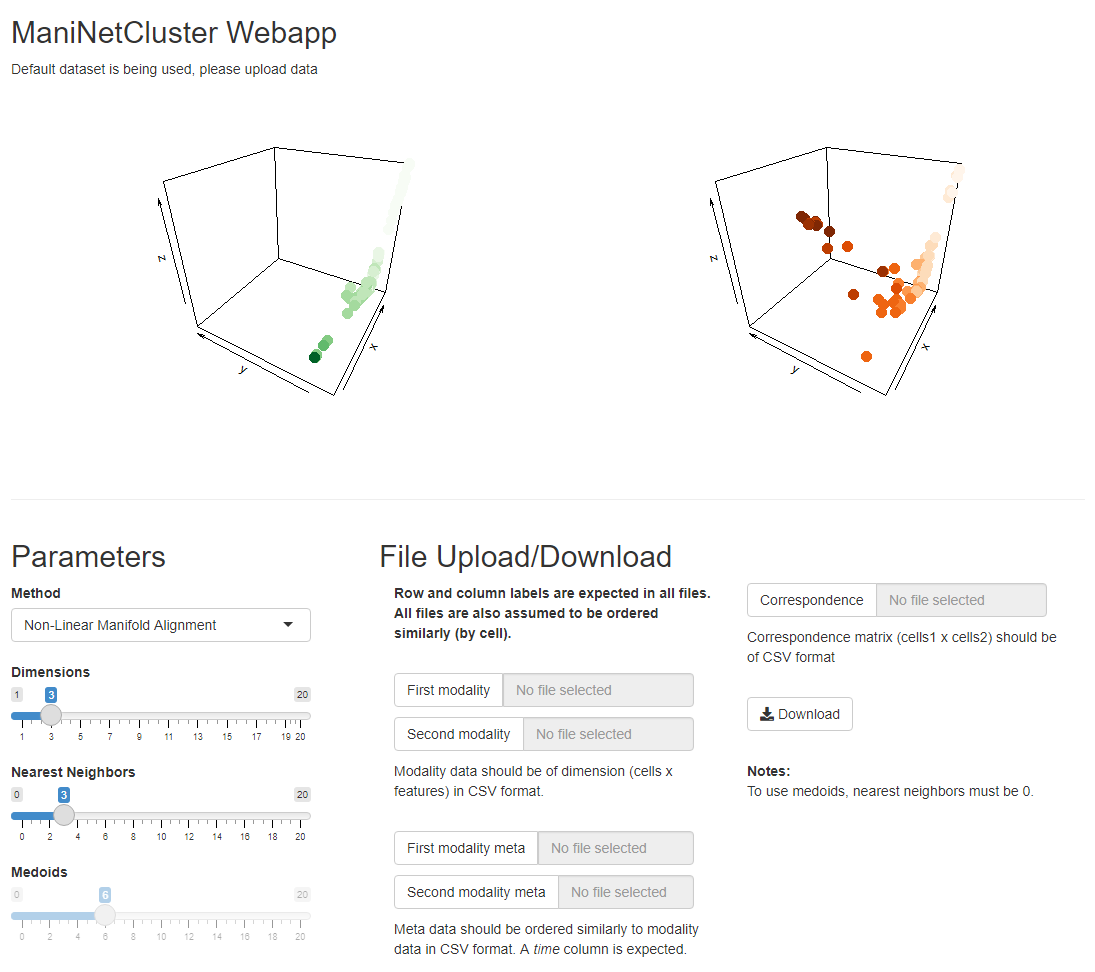 ManiNetCluster Webapp
Default dataset is being used, please upload data
z
y
x
z
y
x
Parameters
Method
Non-Linear Manifold Alignment
Dimensions
1 3 20
1 3 5 7 9 11 13 15 17 19 20
Nearest Neighbors
0 3 20
0 2 4 6 8 10 12 14 16 18 20
Medoids
0 6 20
0 2 4 6 8 10 12 14 16 18 20
File Upload/Download
Row and column labels are expected in all files.
All files are also assumed to be ordered
similarly (by cell).
First modality No file selected
Second modality No file selected
Modality data should be of dimension (cells x
features) in CSV format.
First modality meta No file selected
Second modality meta No file selected
Meta data should be ordered similarly to modality
data in CSV format. A time column is expected.
Correspondence No file selected
Correspondence matrix (cells1 x cells2) should be
of CSV format
Download
Notes:
To use medoids, nearest neighbors must be 0.